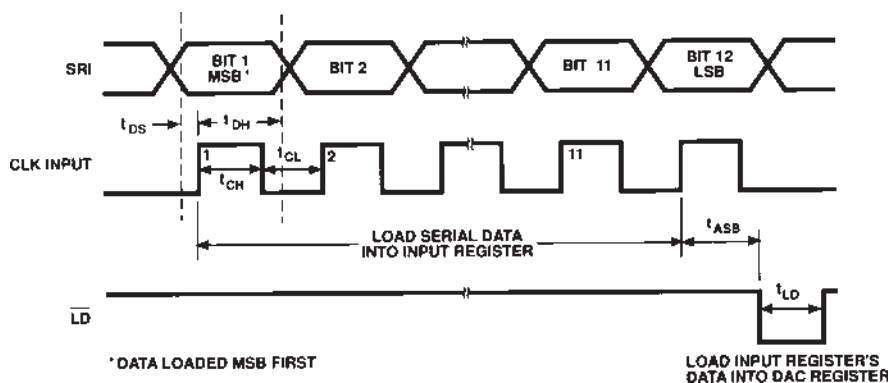 SRI
BIT 1
MSB*
BIT 2
BIT 11
BIT 12
LSB
tDS
tDH
CLK INPUT
1
tCH
tCL
2
11
LOAD SERIAL DATA
INTO INPUT REGISTER
tASB
LD
tLD
*DATA LOADED MSB FIRST
LOAD INPUT REGISTER'S
DATA INTO DAC REGISTER